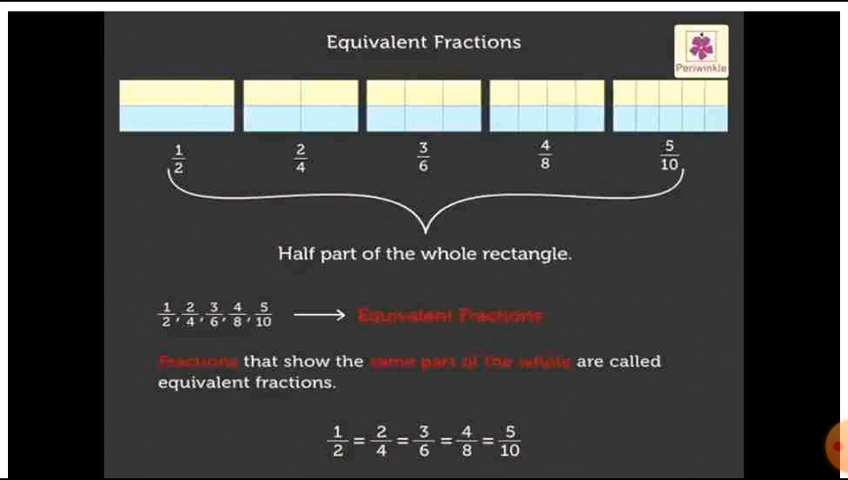 Equivalent Fractions
Periwinkle
1/2 2/4 3/6 4/8 5/10
Half part of the whole rectangle.
1/2, 2/4, 3/6, 4/8, 5/10 → Equivalent Fractions
Fractions that show the same part of the whole are called
equivalent fractions.
1/2 = 2/4 = 3/6 = 4/8 = 5/10